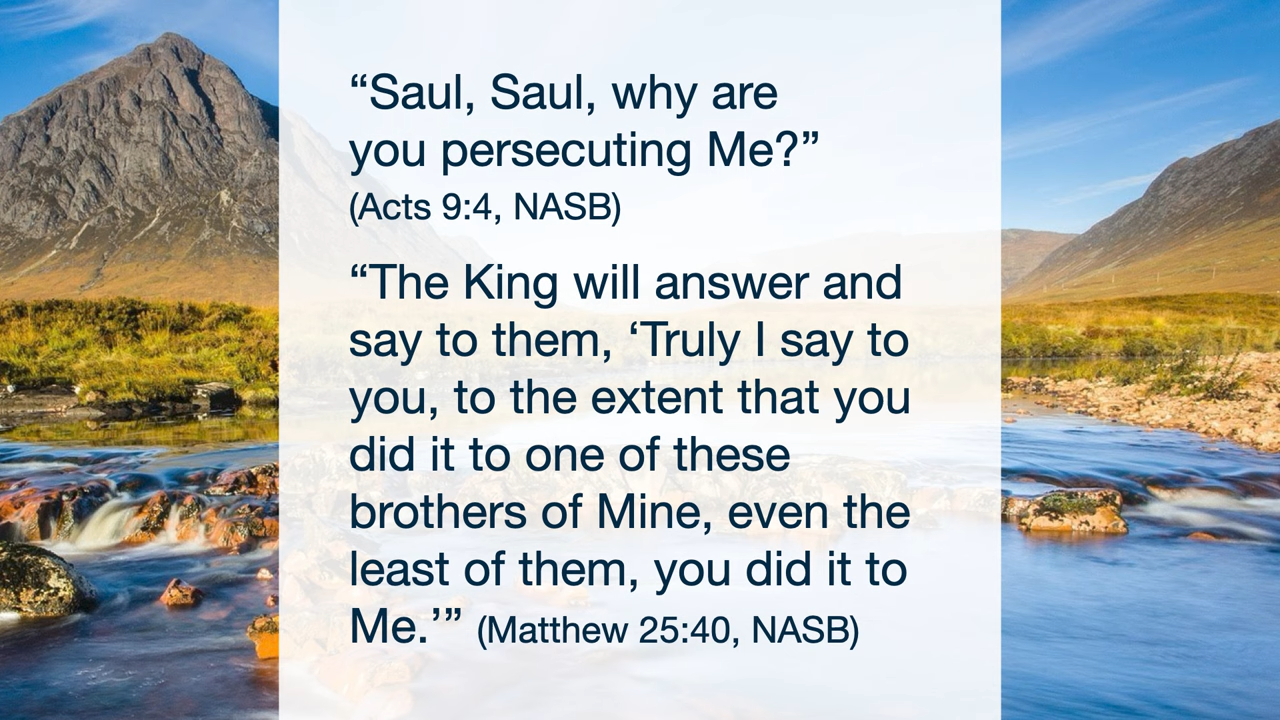 “Saul, Saul, why are
you persecuting Me?”
(Acts 9:4, NASB)
“The King will answer and
say to them, ‘Truly I say to
you, to the extent that you
did it to one of these
brothers of Mine, even the
least of them, you did it to
Me.’” (Matthew 25:40, NASB)